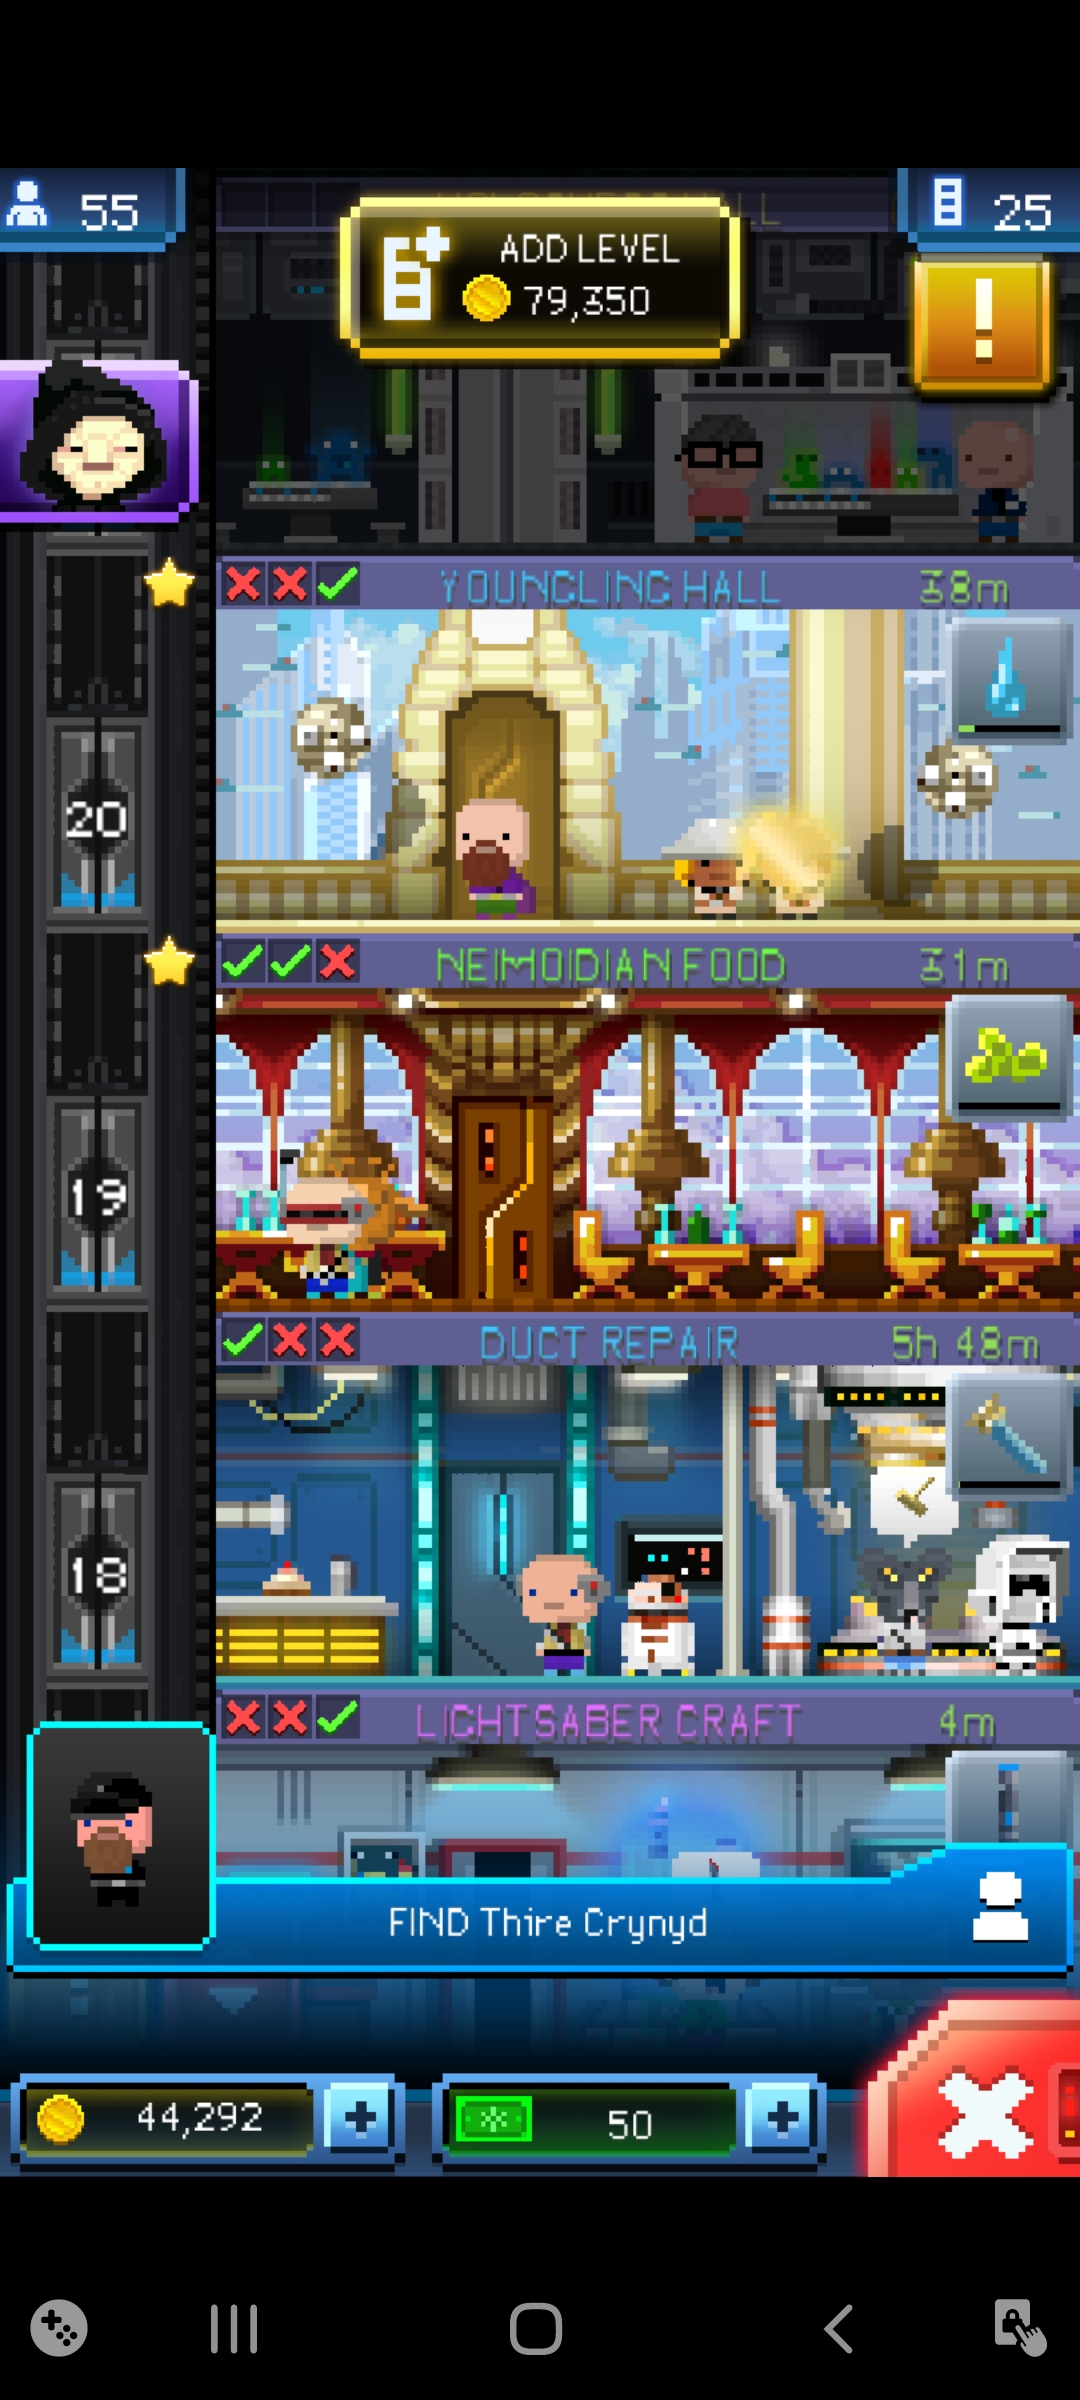 55
25
ADD LEVEL
79,350
!
YOUNGLING HALL
38m
20
NEIMOIDIAN FOOD
31m
19
DUCT REPAIR
5h 48m
18
LIGHTSABER CRAFT
4m
FIND Thire Crynyd
44,292
50